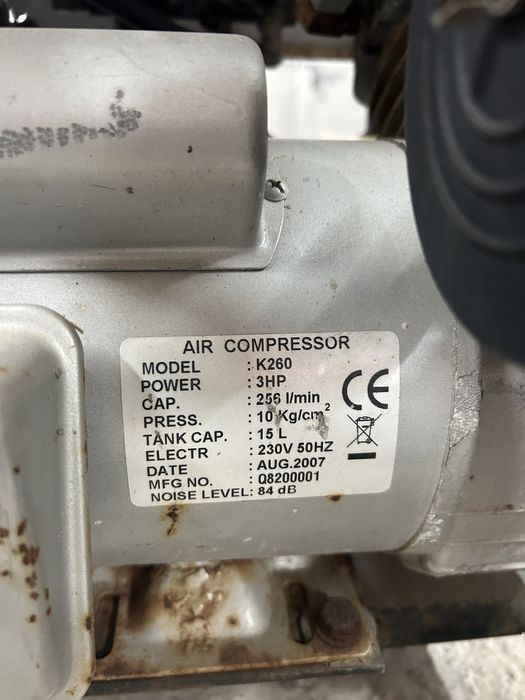 AIR COMPRESSOR
MODEL : K260
POWER : 3HP
CAP. : 256 l/min
PRESS. : 10 Kg/cm²
TANK CAP. : 15 L
ELECTR : 230V 50HZ
DATE : AUG.2007
MFG NO. : Q8200001
NOISE LEVEL: 84 dB
CE